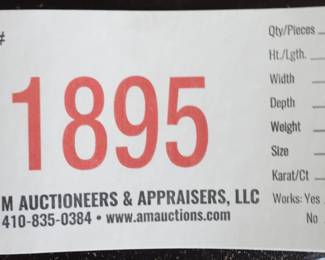 #
1895
M AUCTIONEERS & APPRAISERS, LLC
410-835-0384 • www.amauctions.com
Qty/Pieces
Ht./Lgth.
Width
Depth
Weight
Size
Karat/Ct
Works: Yes
No